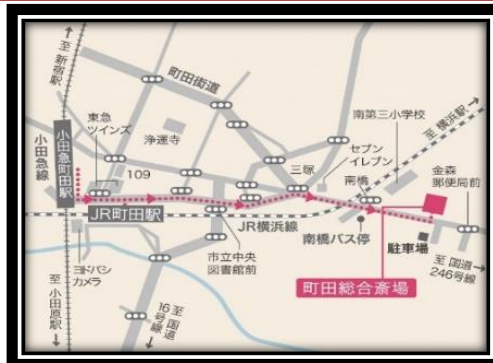 ↑至新宿駅
町田街道
東急
ツインズ
浄運寺
南第三小学校
至横浜駅↗
小田急線
小田急町田駅
109
三塚
セブン
イレブン
南橋
金森
郵便局前
JR町田駅
JR横浜線
南橋バス停
駐車場
ヨドバシ
カメラ
市立中央
図書館前
至国道→
246号線
町田総合斎場
至小田原駅↓
至国道
16号線↓